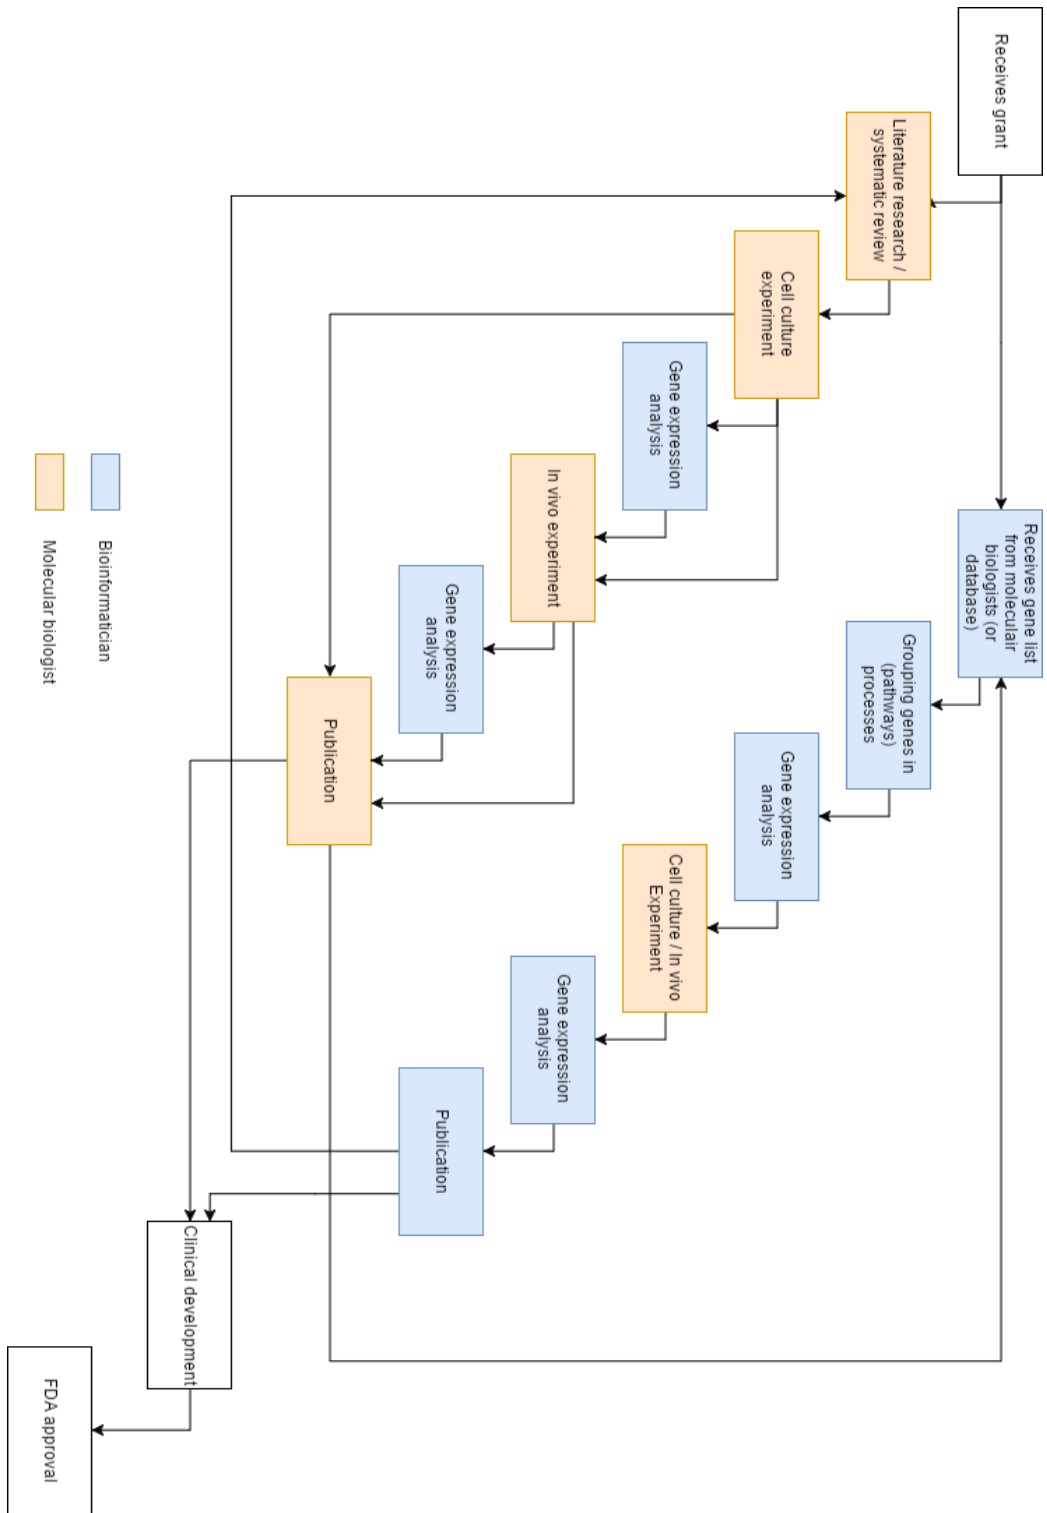 Receives grant
Literature research /
systematic review
Cell culture
experiment
Gene expression
analysis
In vivo experiment
Gene expression
analysis
Publication
Receives gene list
from moleculair
biologists (or
database)
Grouping genes in
(pathways)
processes
Gene expression
analysis
Cell culture / In vivo
Experiment
Gene expression
analysis
Publication
Clinical development
FDA approval
Bioinformatician
Molecular biologist